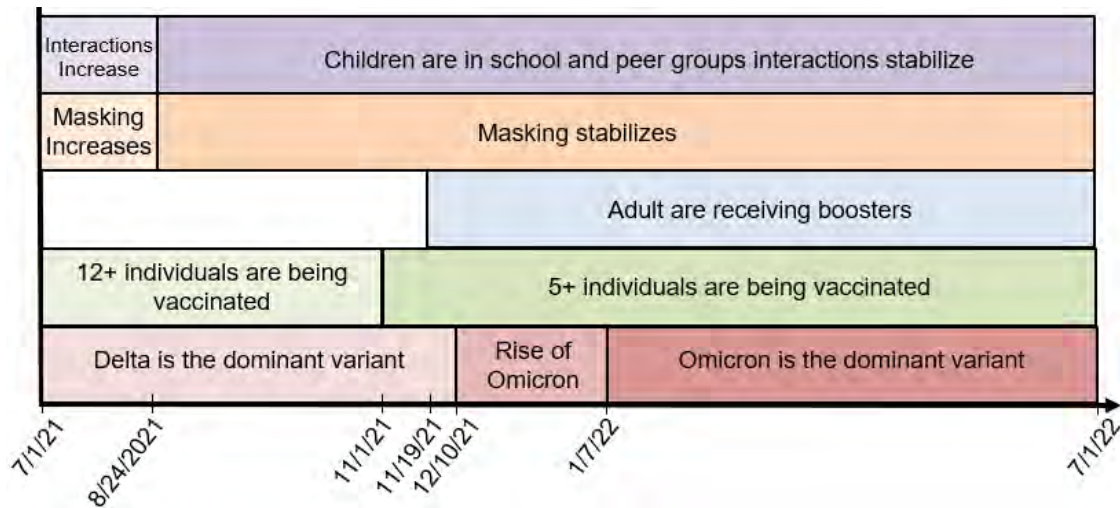 Interactions
Increase
Children are in school and peer groups interactions stabilize
Masking
Increases
Masking stabilizes
Adult are receiving boosters
12+ individuals are being
vaccinated
5+ individuals are being vaccinated
Delta is the dominant variant
Rise of
Omicron
Omicron is the dominant variant
7/1/21
8/24/2021
11/1/21
11/19/21
12/10/21
1/7/22
7/1/22